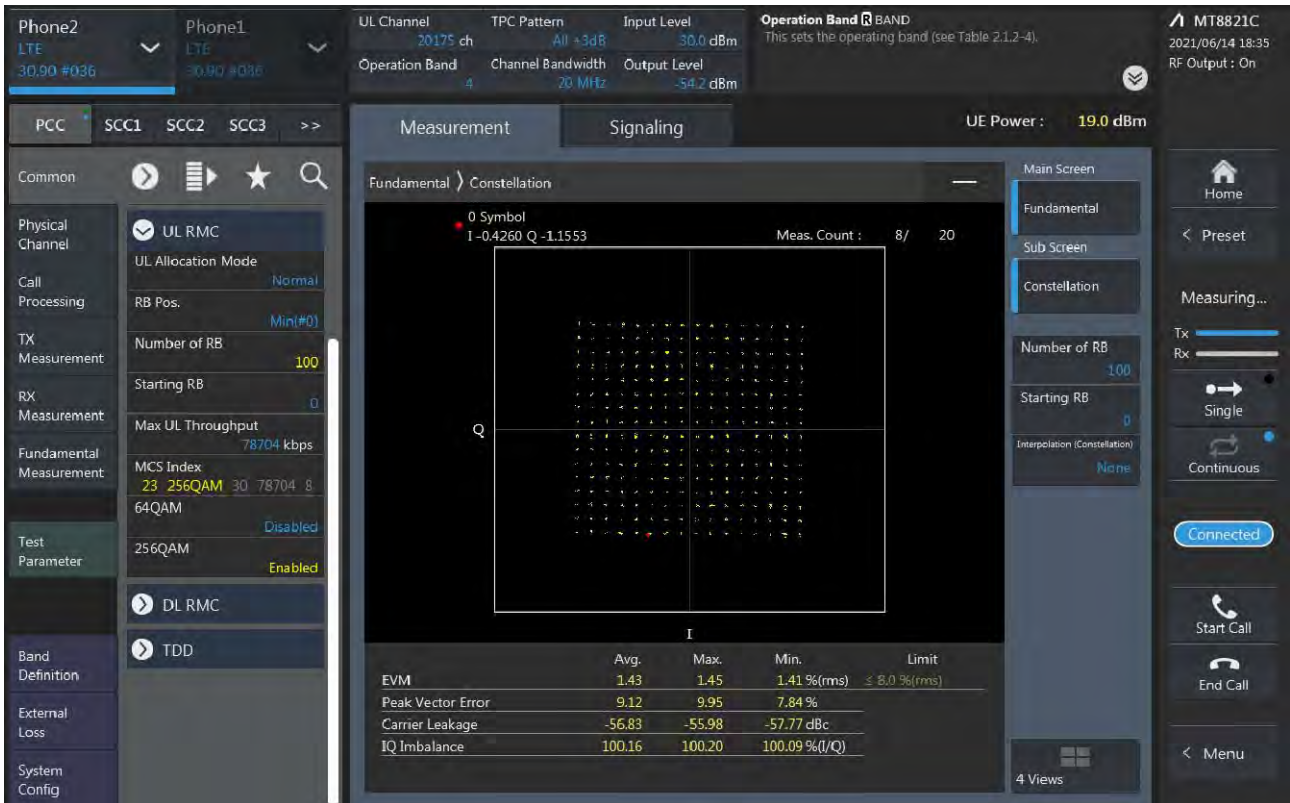 Phone2
LTE
30.90 #036
Phone1
LTE
30.90 #036
UL Channel
20175 ch
TPC Pattern
All +3dB
Input Level
30.0 dBm
Operation Band
4
Channel Bandwidth
20 MHz
Output Level
-54.2 dBm
Operation Band R BAND
This sets the operating band (see Table 2.1.2-4).
MT8821C
2021/06/14 18:35
RF Output : On
PCC SCC1 SCC2 SCC3 >>
Measurement
Signaling
UE Power : 19.0 dBm
Common
Physical
Channel
Call
Processing
TX
Measurement
RX
Measurement
Fundamental
Measurement
Test
Parameter
Band
Definition
External
Loss
System
Config
UL RMC
UL Allocation Mode
Normal
RB Pos.
Min(#0)
Number of RB
100
Starting RB
0
Max UL Throughput
78704 kbps
MCS Index
23 256QAM 30 78704 8
64QAM
Disabled
256QAM
Enabled
DL RMC
TDD
Fundamental ⟩ Constellation
0 Symbol
I -0.4260 Q -1.1553
Meas. Count : 8/ 20
Q
I
Avg. Max. Min. Limit
EVM 1.43 1.45 1.41 %(rms) ≤ 8.0 %(rms)
Peak Vector Error 9.12 9.95 7.84 %
Carrier Leakage -56.83 -55.98 -57.77 dBc
IQ Imbalance 100.16 100.20 100.09 %(I/Q)
Main Screen
Fundamental
Sub Screen
Constellation
Number of RB
100
Starting RB
0
Interpolation (Constellation)
None
4 Views
Home
< Preset
Measuring...
Tx
Rx
Single
Continuous
Connected
Start Call
End Call
< Menu